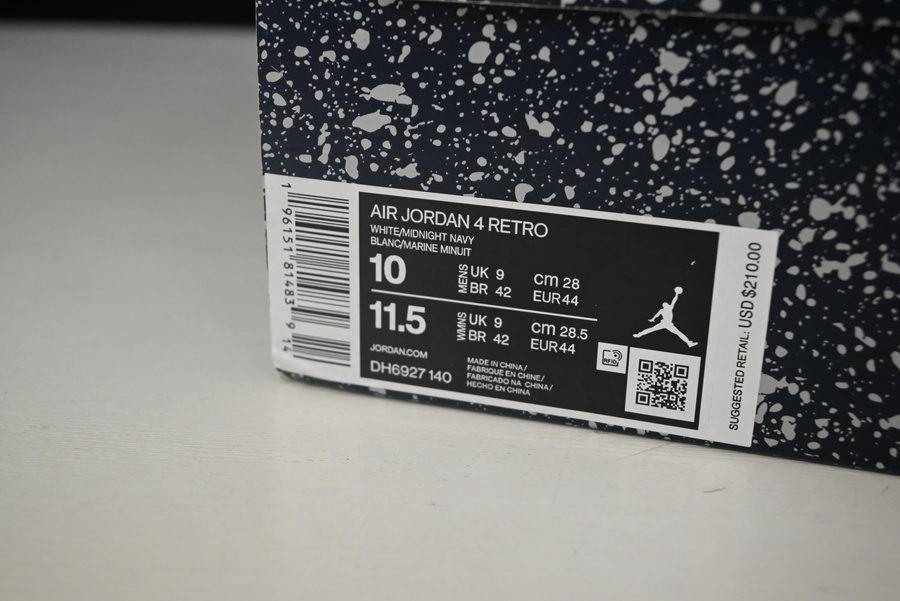 1 96151 81483 9 14
AIR JORDAN 4 RETRO
WHITE/MIDNIGHT NAVY
BLANC/MARINE MINUIT
10 MENS UK 9 CM 28
BR 42 EUR44
11.5 WMNS UK 9 CM 28.5
BR 42 EUR44
JORDAN.COM
DH6927 140
MADE IN CHINA/
FABRIQUE EN CHINE/
FABRICADO NA CHINA/
HECHO EN CHINA
RFID
SUGGESTED RETAIL: USD $210.00